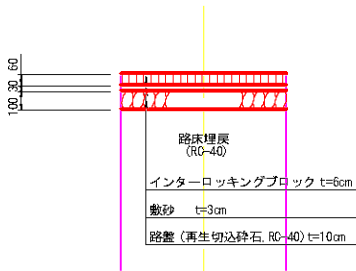 60
30
100
路床埋戻
(RC-40)
インターロッキングブロック t=6cm
敷砂 t=3cm
路盤 (再生切込砕石, RC-40) t=10cm